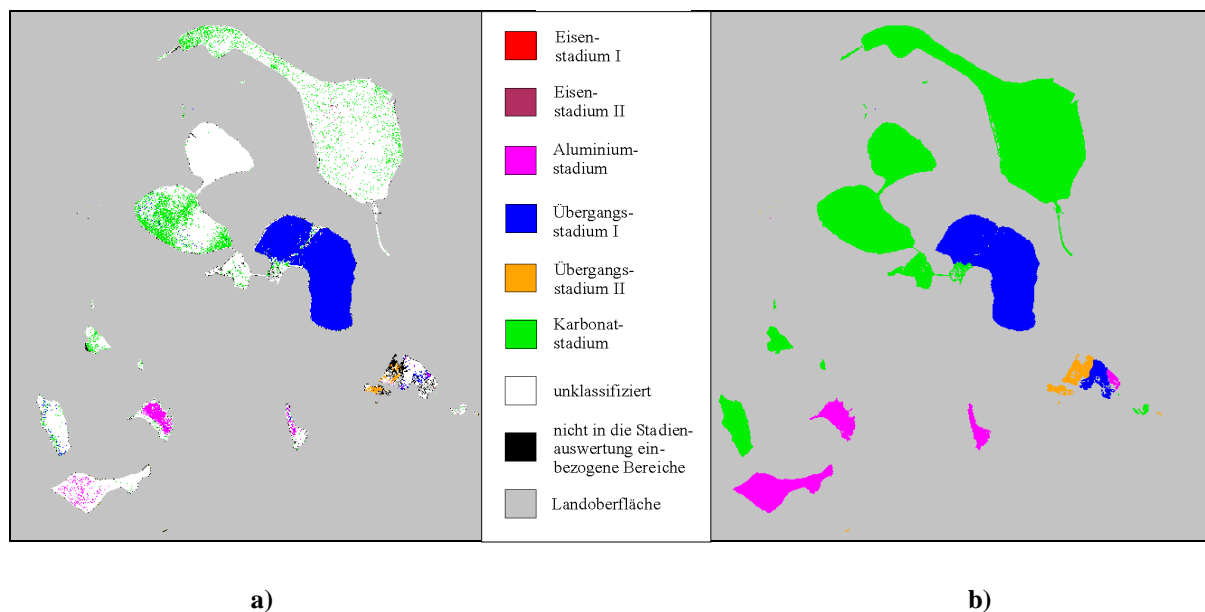 Eisen-
stadium I
Eisen-
stadium II
Aluminium-
stadium
Übergangs-
stadium I
Übergangs-
stadium II
Karbonat-
stadium
unklassifiziert
nicht in die Stadien-
auswertung ein-
bezogene Bereiche
Landoberfläche
a)
b)